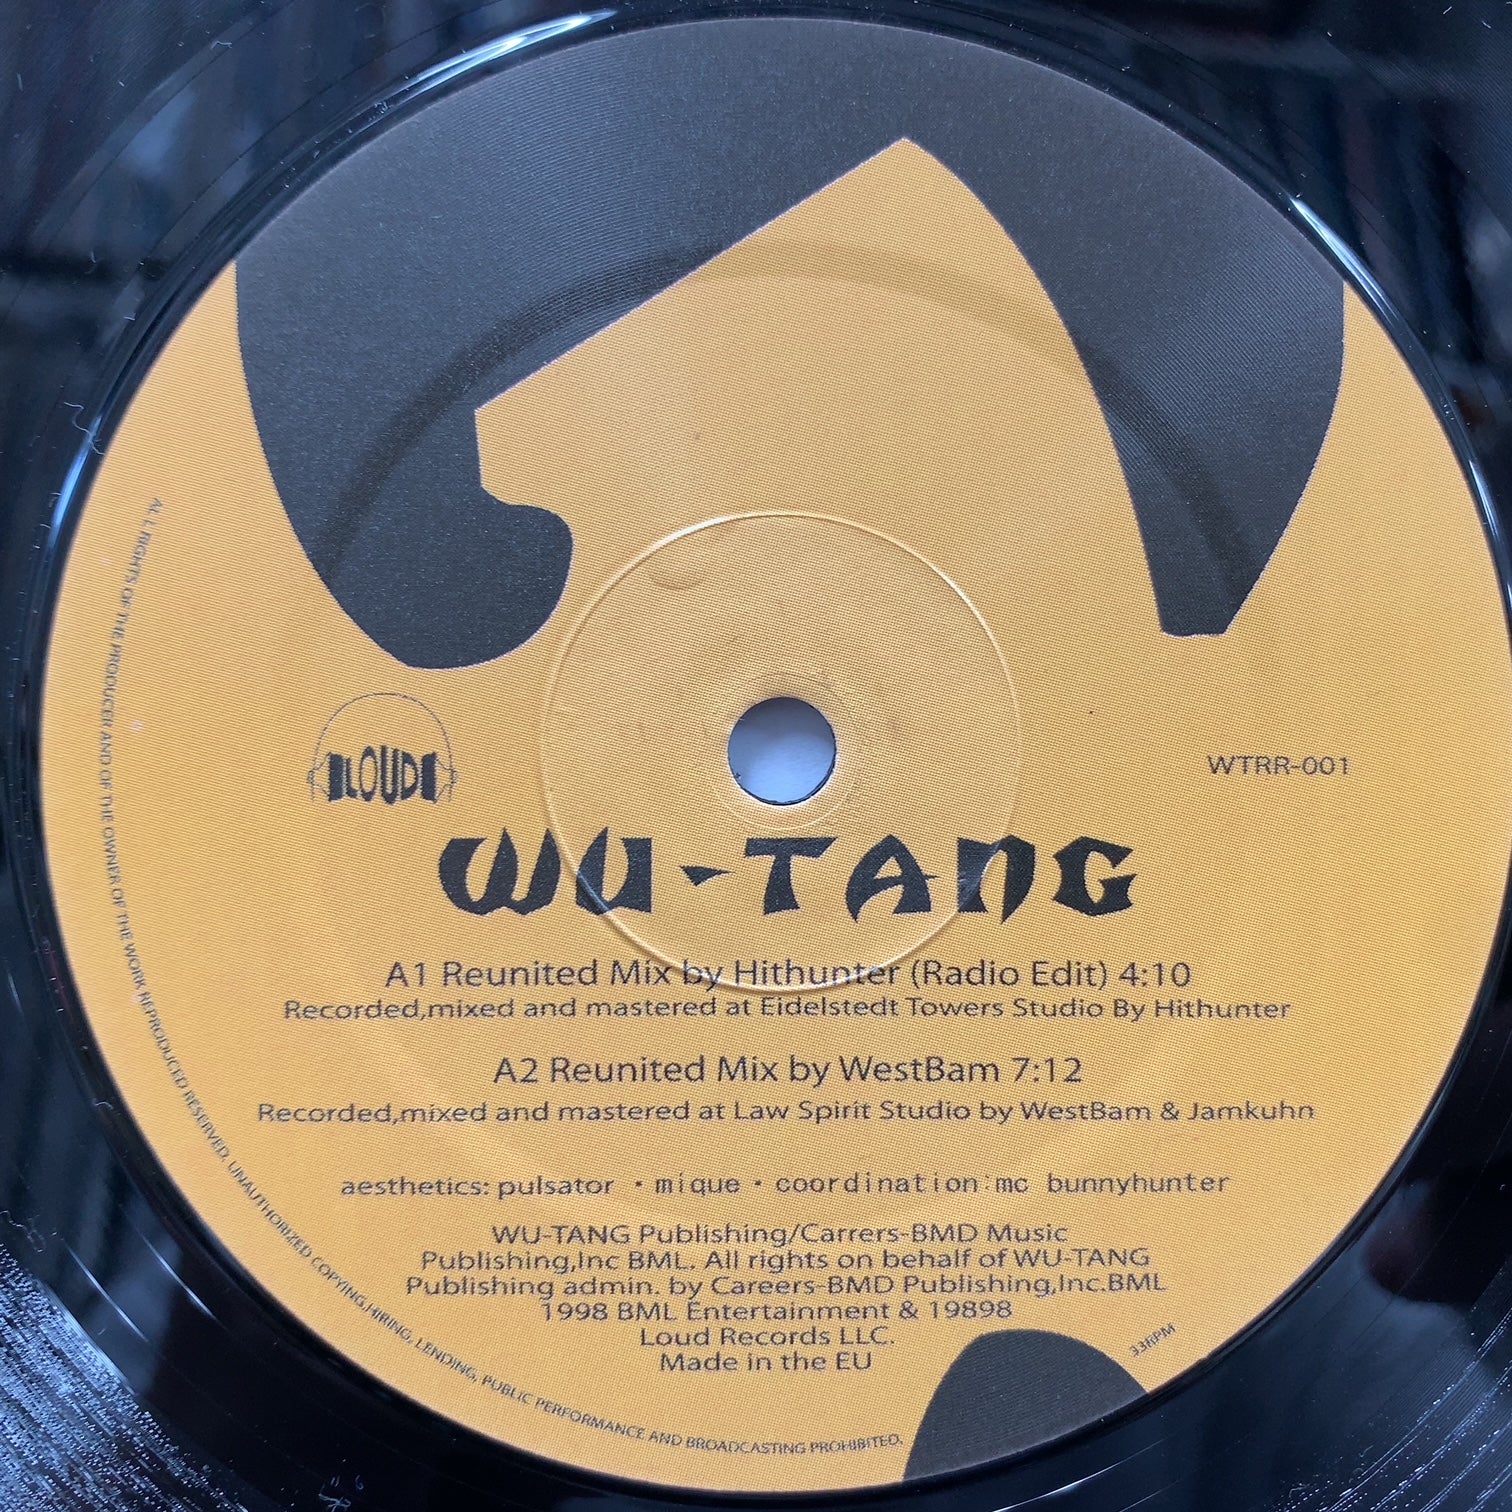 LOUD
WTRR-001
WU-TANG
A1 Reunited Mix by Hithunter (Radio Edit) 4:10
Recorded,mixed and mastered at Eidelstedt Towers Studio By Hithunter
A2 Reunited Mix by WestBam 7:12
Recorded,mixed and mastered at Law Spirit Studio by WestBam & Jamkuhn
aesthetics: pulsator · mique · coordination:mc bunnyhunter
WU-TANG Publishing/Carrers-BMD Music
Publishing,Inc BML. All rights on behalf of WU-TANG
Publishing admin. by Careers-BMD Publishing,Inc.BML
1998 BML Entertainment & 19898
Loud Records LLC.
Made in the EU
33RPM
ALL RIGHTS OF THE PRODUCER AND OF THE OWNER OF THE WORK REPRODUCED RESERVED. UNAUTHORIZED COPYING,HIRING, LENDING, PUBLIC PERFORMANCE AND BROADCASTING PROHIBITED.